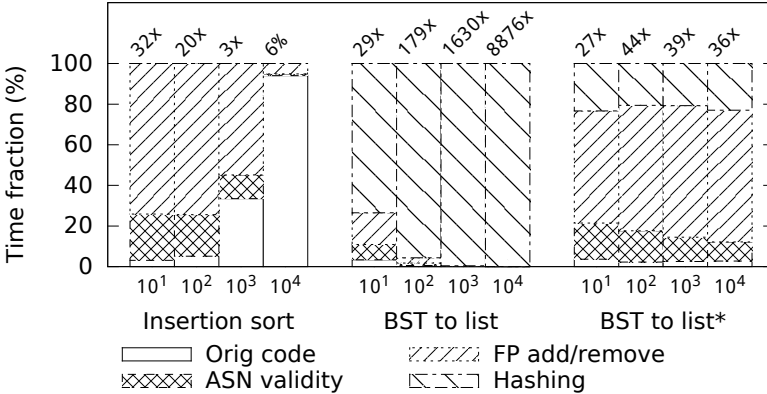 32x 20x 3x 6% 29x 179x 1630x 8876x 27x 44x 39x 36x
100
80
60
40
20
0
Time fraction (%)
10¹ 10² 10³ 10⁴ 10¹ 10² 10³ 10⁴ 10¹ 10² 10³ 10⁴
Insertion sort BST to list BST to list*
Orig code FP add/remove
ASN validity Hashing